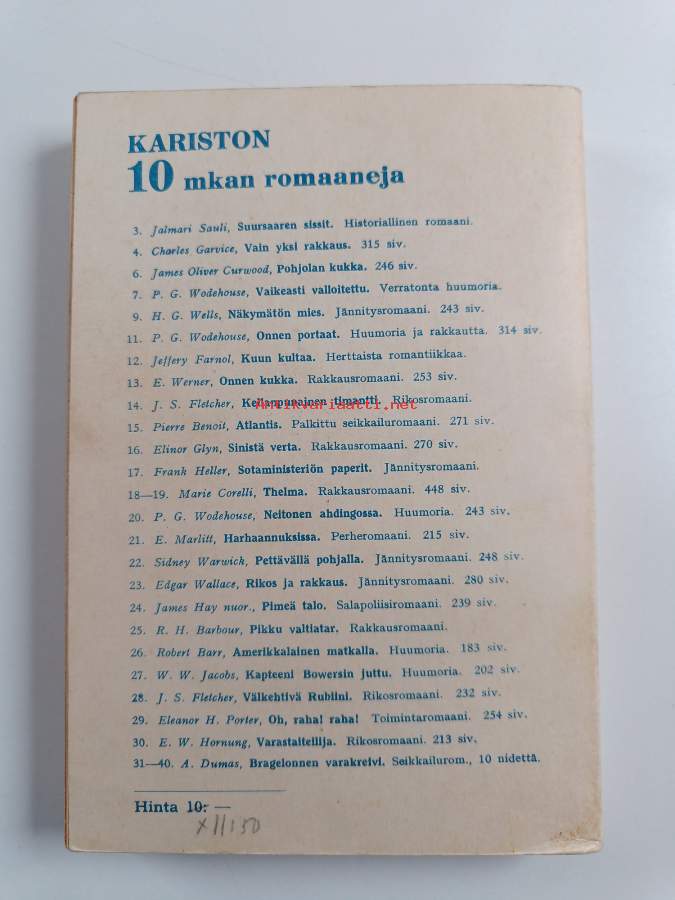 KARISTON
10 mkan romaaneja
3. Jalmari Sauli, Suursaaren sissit. Historiallinen romaani.
4. Charles Garvice, Vain yksi rakkaus. 315 siv.
6. James Oliver Curwood, Pohjolan kukka. 246 siv.
7. P. G. Wodehouse, Vaikeasti valloitettu. Verratonta huumoria.
9. H. G. Wells, Näkymätön mies. Jännitysromaani. 243 siv.
11. P. G. Wodehouse, Onnen portaat. Huumoria ja rakkautta. 314 siv.
12. Jeffery Farnol, Kuun kultaa. Herttaista romantiikkaa.
13. E. Werner, Onnen kukka. Rakkausromaani. 253 siv.
14. J. S. Fletcher, Kellanpunainen timantti. Rikosromaani.
Antikvariaatti.net
15. Pierre Benoit, Atlantis. Palkittu seikkailuromaani. 271 siv.
16. Elinor Glyn, Sinistä verta. Rakkausromaani. 270 siv.
17. Frank Heller, Sotaministeriön paperit. Jännitysromaani.
18—19. Marie Corelli, Thelma. Rakkausromaani. 448 siv.
20. P. G. Wodehouse, Neitonen ahdingossa. Huumoria. 243 siv.
21. E. Marlitt, Harhaannuksissa. Perheromaani. 215 siv.
22. Sidney Warwick, Pettävällä pohjalla. Jännitysromaani. 248 siv.
23. Edgar Wallace, Rikos ja rakkaus. Jännitysromaani. 280 siv.
24. James Hay nuor., Pimeä talo. Salapoliisiromaani. 239 siv.
25. R. H. Barbour, Pikku valtiatar. Rakkausromaani.
26. Robert Barr, Amerikkalainen matkalla. Huumoria. 183 siv.
27. W. W. Jacobs, Kapteeni Bowersin juttu. Huumoria. 202 siv.
28. J. S. Fletcher, Välkehtivä Rubiini. Rikosromaani. 232 siv.
29. Eleanor H. Porter, Oh, raha! raha! Toimintaromaani. 254 siv.
30. E. W. Hornung, Varastaiteilija. Rikosromaani. 213 siv.
31—40. A. Dumas, Bragelonnen varakreivi. Seikkailurom., 10 nidettä.
Hinta 10: —